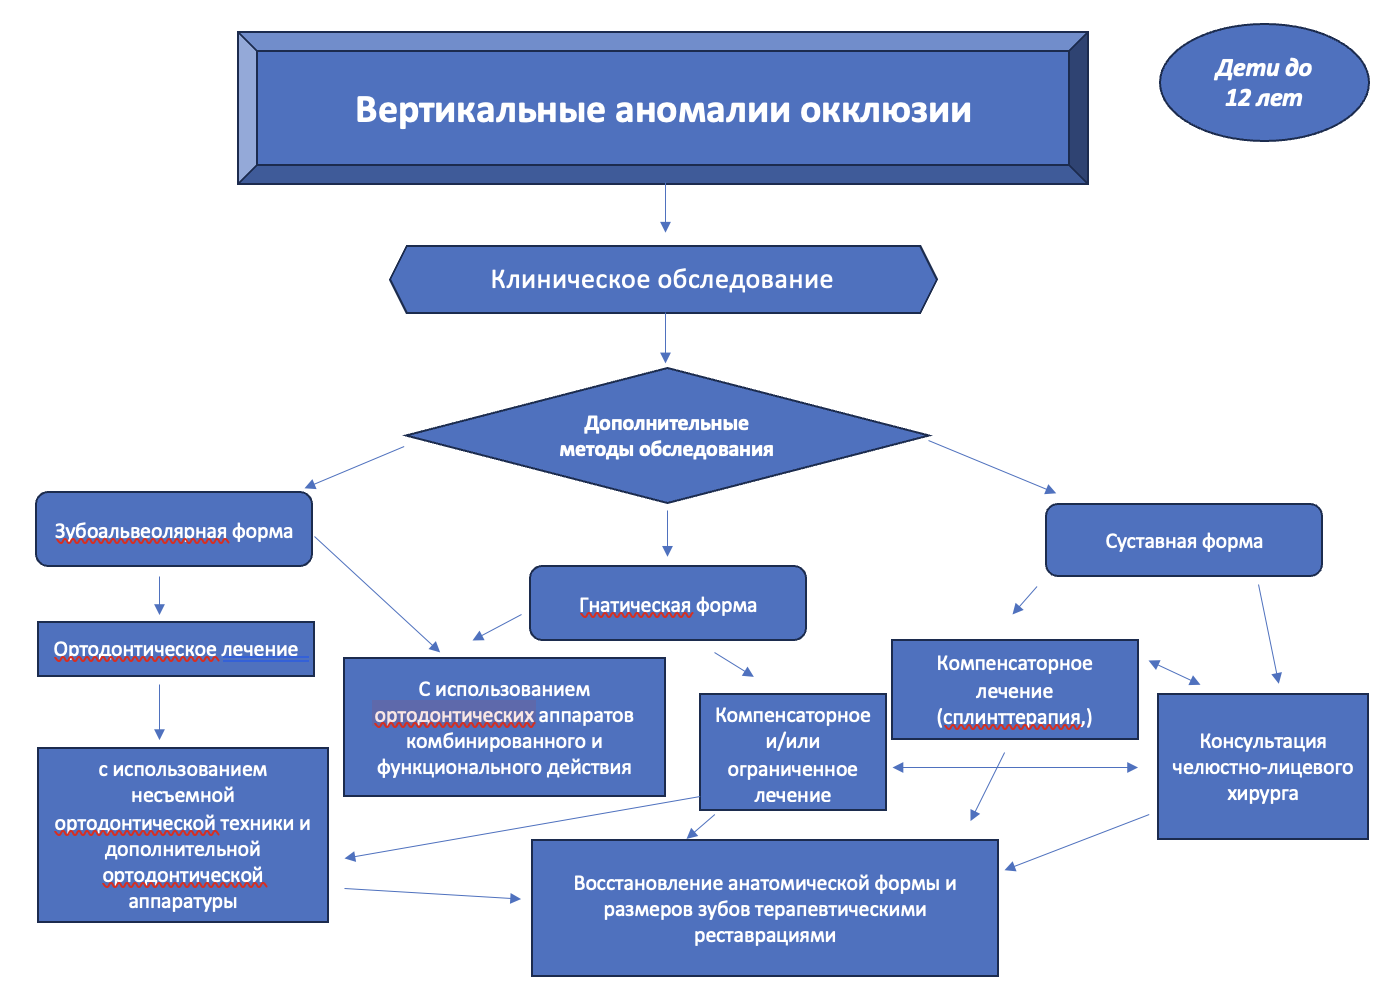 Вертикальные аномалии окклюзии
Дети до
12 лет
Клиническое обследование
Дополнительные
методы обследования
Зубоальвеолярная форма
Гнатическая форма
Суставная форма
Ортодонтическое лечение
С использованием
ортодонтических аппаратов
комбинированного и
функционального действия
Компенсаторное
и/или
ограниченное
лечение
Компенсаторное
лечение
(сплинттерапия,)
Консультация
челюстно-лицевого
хирурга
с использованием
несъемной
ортодонтической техники и
дополнительной
ортодонтической
аппаратуры
Восстановление анатомической формы и
размеров зубов терапевтическими
реставрациями